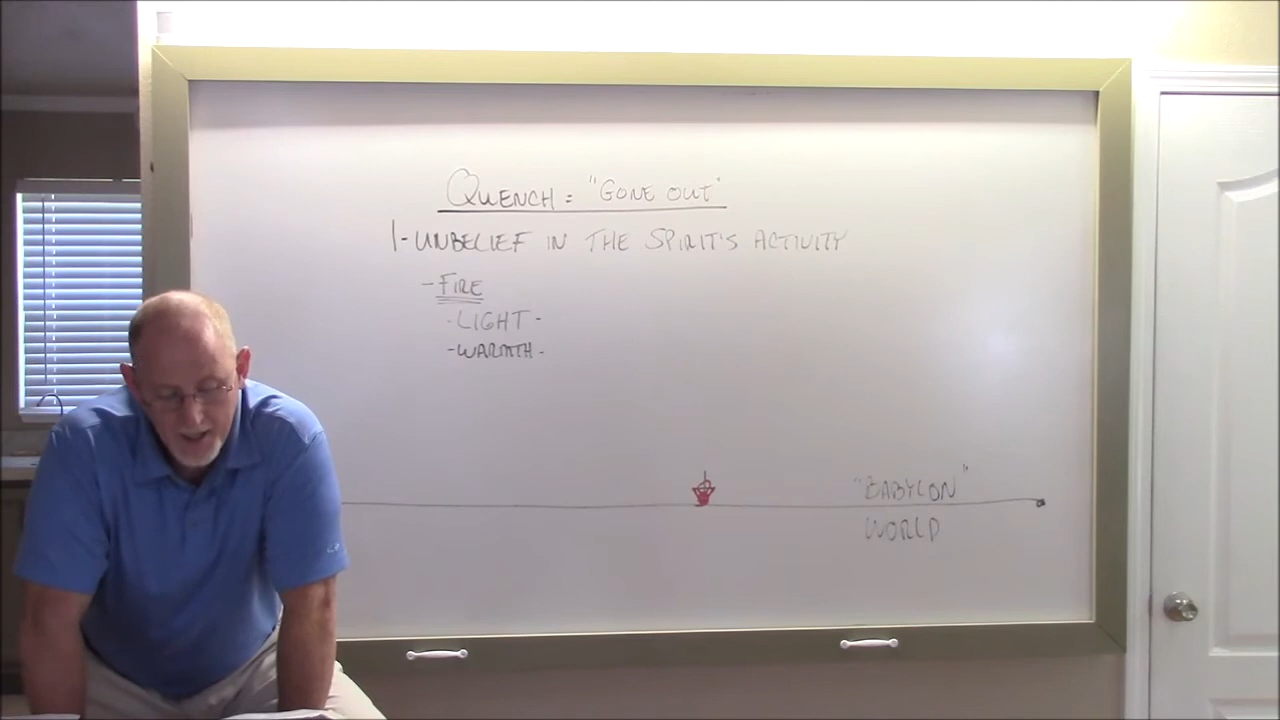 QUENCH = "GONE OUT"
1-UNBELIEF IN THE SPIRIT'S ACTIVITY
-FIRE
-LIGHT-
-WARMTH-
"BABYLON"
WORLD